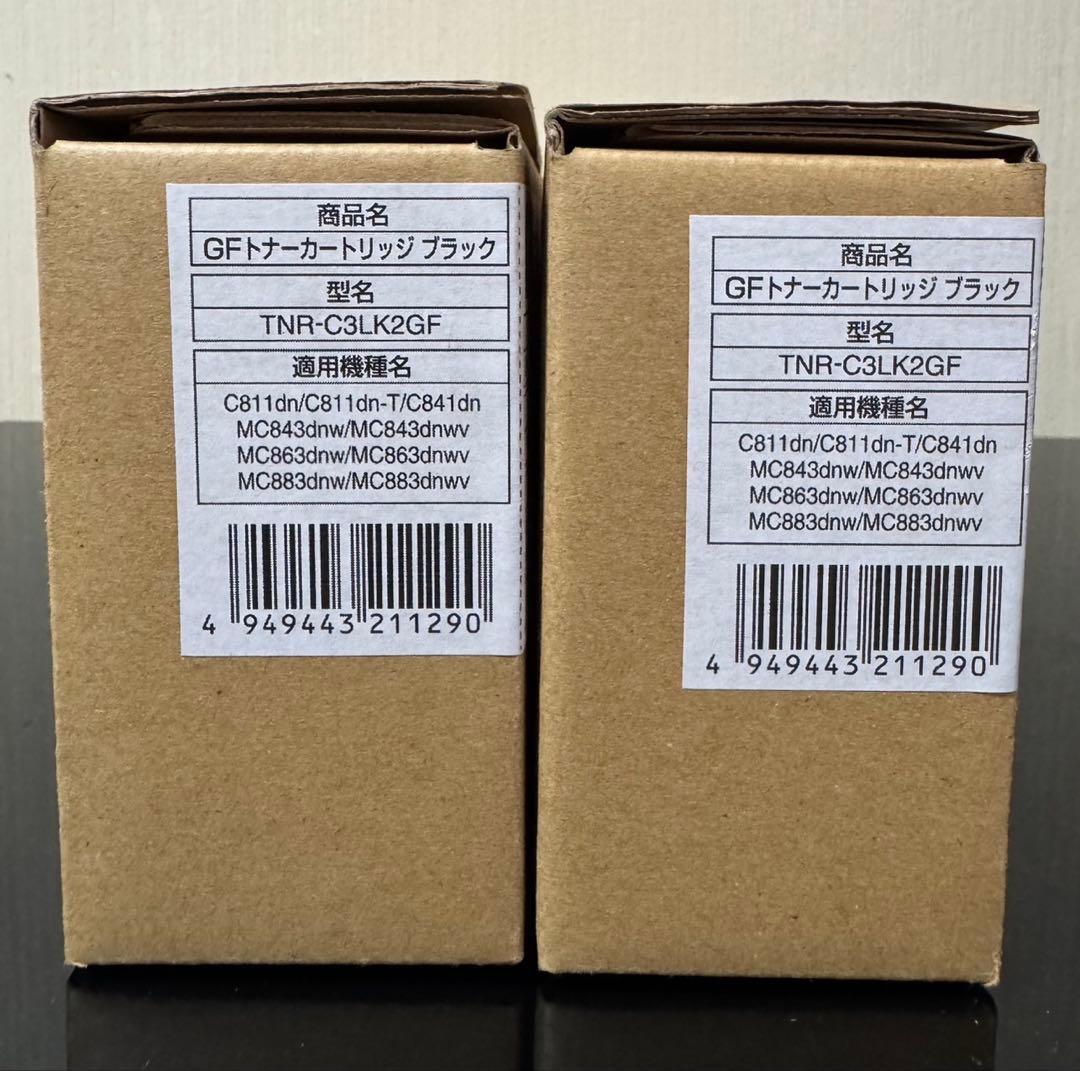 商品名
GFトナーカートリッジ ブラック
型名
TNR-C3LK2GF
適用機種名
C811dn/C811dn-T/C841dn
MC843dnw/MC843dnwv
MC863dnw/MC863dnwv
MC883dnw/MC883dnwv
4 949443 211290
商品名
GFトナーカートリッジ ブラック
型名
TNR-C3LK2GF
適用機種名
C811dn/C811dn-T/C841dn
MC843dnw/MC843dnwv
MC863dnw/MC863dnwv
MC883dnw/MC883dnwv
4 949443 211290